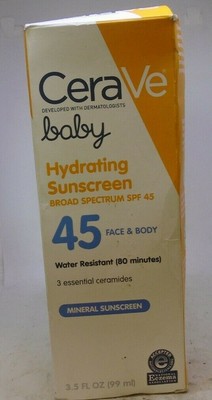 CeraVe
DEVELOPED WITH DERMATOLOGISTS
baby
Hydrating
Sunscreen
BROAD SPECTRUM SPF 45
45 FACE & BODY
Water Resistant (80 minutes)
3 essential ceramides
MINERAL SUNSCREEN
3.5 FL OZ (99 ml)
Eczema